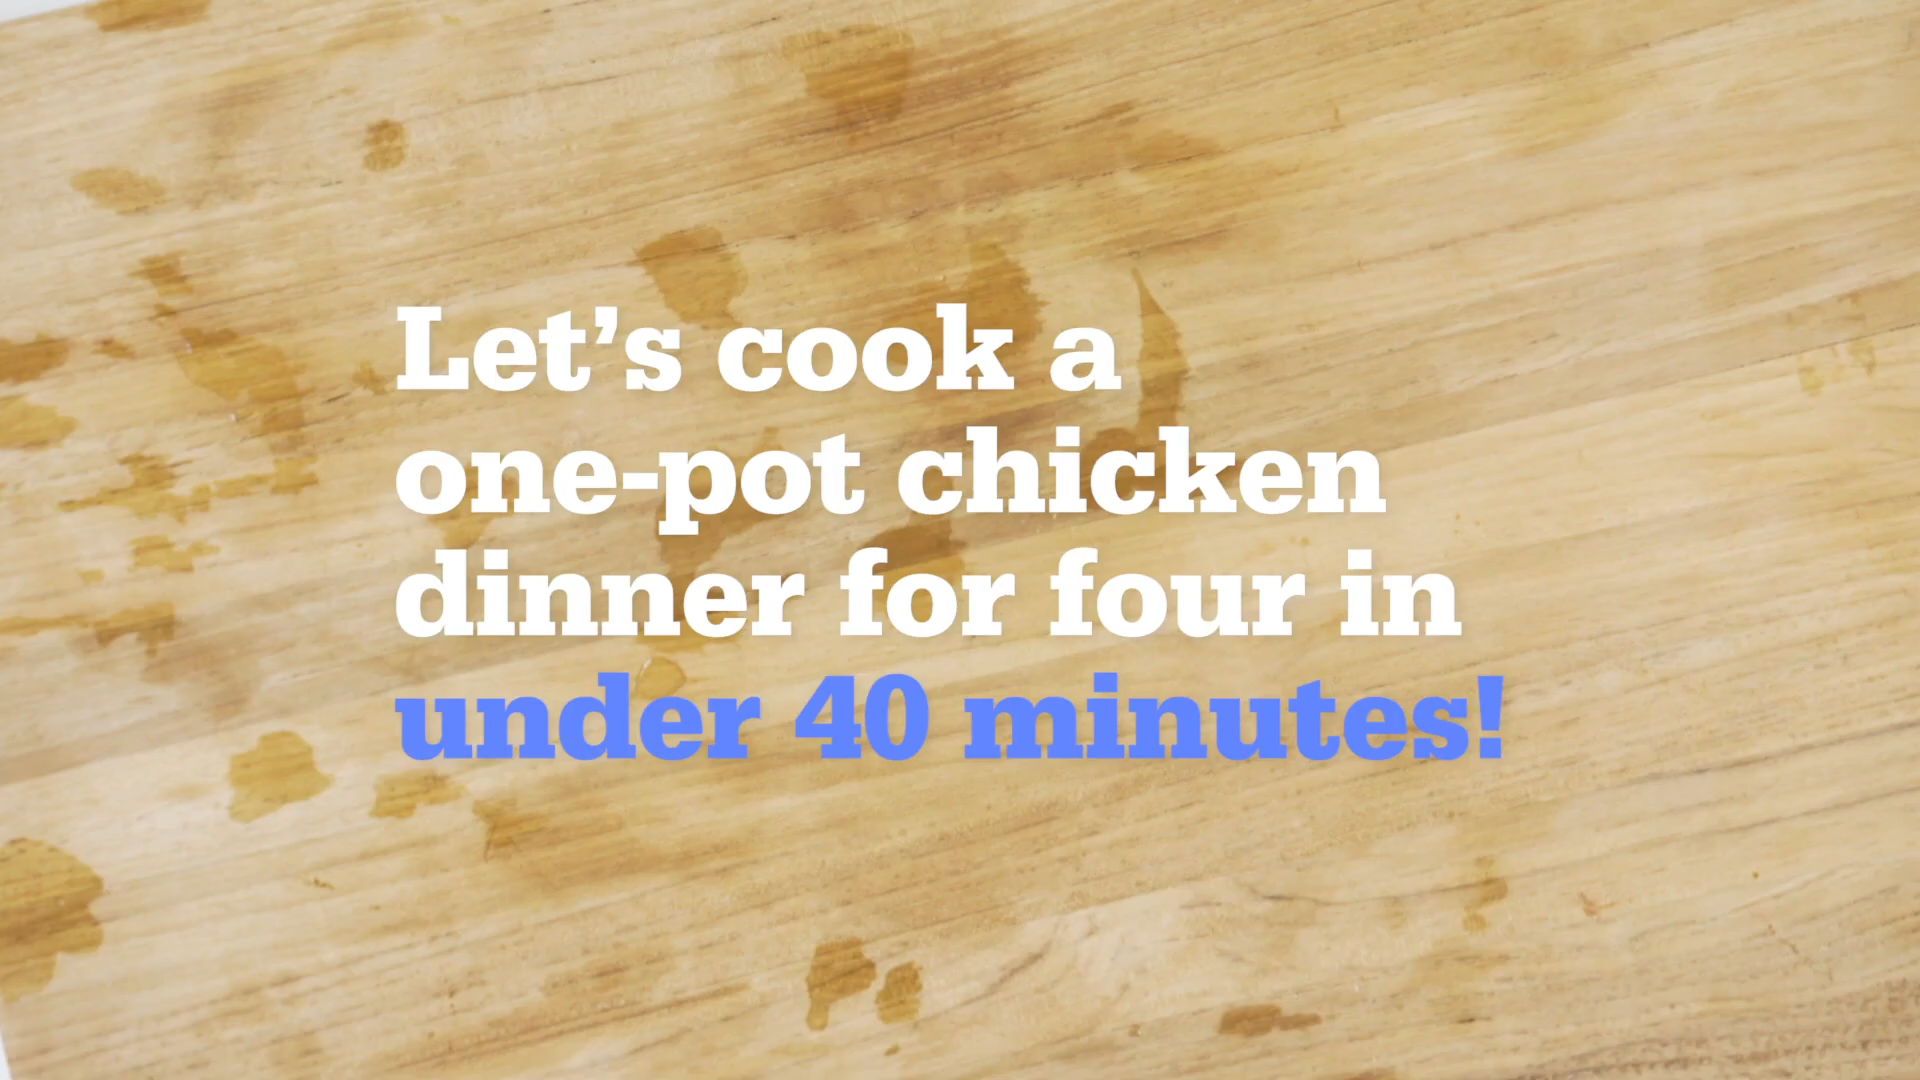 Let’s cook a
one-pot chicken
dinner for four in
under 40 minutes!